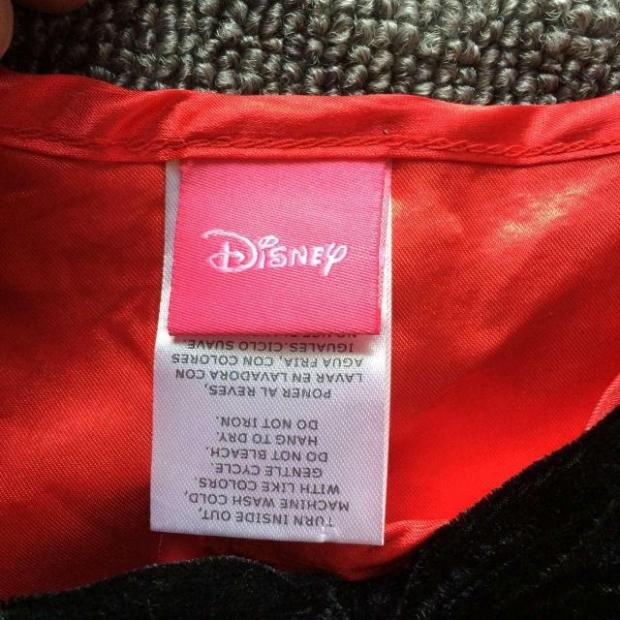 Disney
TURN INSIDE OUT,
MACHINE WASH COLD,
WITH LIKE COLORS
GENTLE CYCLE.
DO NOT BLEACH.
HANG TO DRY.
DO NOT IRON.
PONER AL REVES,
LAVAR EN LAVADORA CON
AGUA FRIA, CON COLORES
IGUALES. CICLO SUAVE.